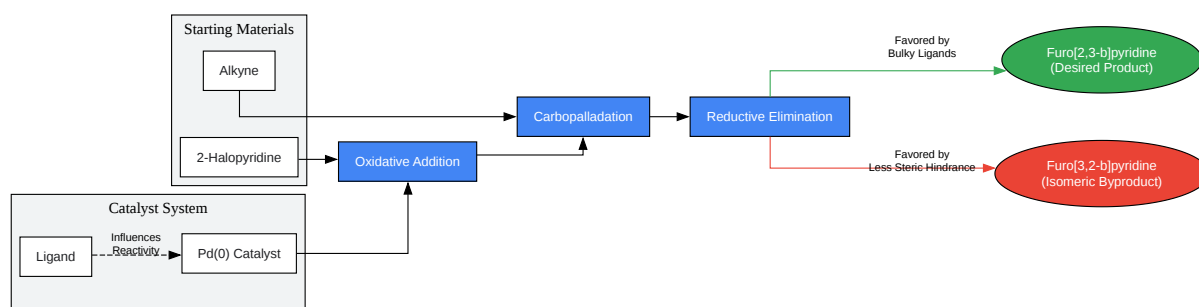 Starting Materials
Alkyne
2-Halopyridine
Oxidative Addition
Catalyst System
Ligand
Influences
Reactivity
Pd(0) Catalyst
Carbopalladation
Reductive Elimination
Favored by
Bulky Ligands
Furo[2,3-b]pyridine
(Desired Product)
Favored by
Less Steric Hindrance
Furo[3,2-b]pyridine
(Isomeric Byproduct)